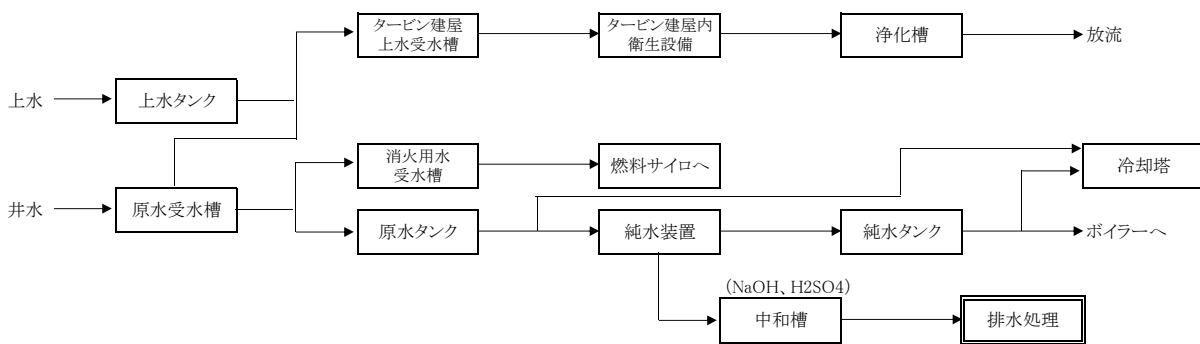 タービン建屋
上水受水槽
タービン建屋内
衛生設備
浄化槽
放流
上水
上水タンク
消火用水
受水槽
燃料サイロへ
冷却塔
井水
原水受水槽
原水タンク
純水装置
純水タンク
ボイラーへ
(NaOH、H2SO4)
中和槽
排水処理